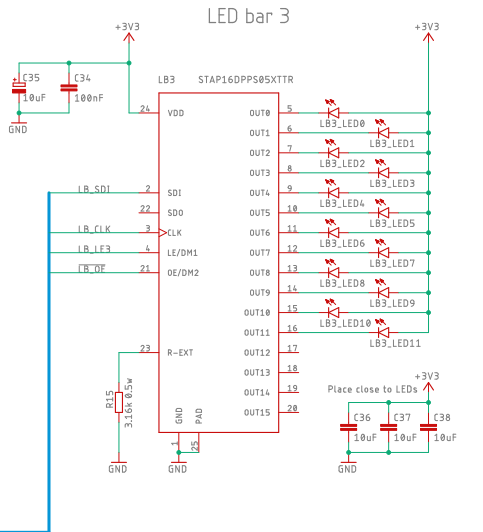 LED bar 3
+3V3
+3V3
LB3 STAP16DPPS05XTTR
C35
10uF
C34
100nF
GND
24 VDD
OUT0 5
LB3_LED0
OUT1 6
LB3_LED1
OUT2 7
LB3_LED2
OUT3 8
LB3_LED3
LB_SDI 2 SDI
OUT4 9
LB3_LED4
22 SDO
OUT5 10
LB3_LED5
LB_CLK 3 CLK
OUT6 11
LB3_LED6
LB_LE3 4 LE/DM1
OUT7 12
LB3_LED7
LB_OE 21 OE/DM2
OUT8 13
LB3_LED8
OUT9 14
LB3_LED9
OUT10 15
LB3_LED10
OUT11 16
LB3_LED11
23 R-EXT
OUT12 17
OUT13 18
OUT14 19
OUT15 20
R15
3.16k 0.5w
GND
GND
PAD
1
25
GND
+3V3
Place close to LEDs
C36
10uF
C37
10uF
C38
10uF
GND